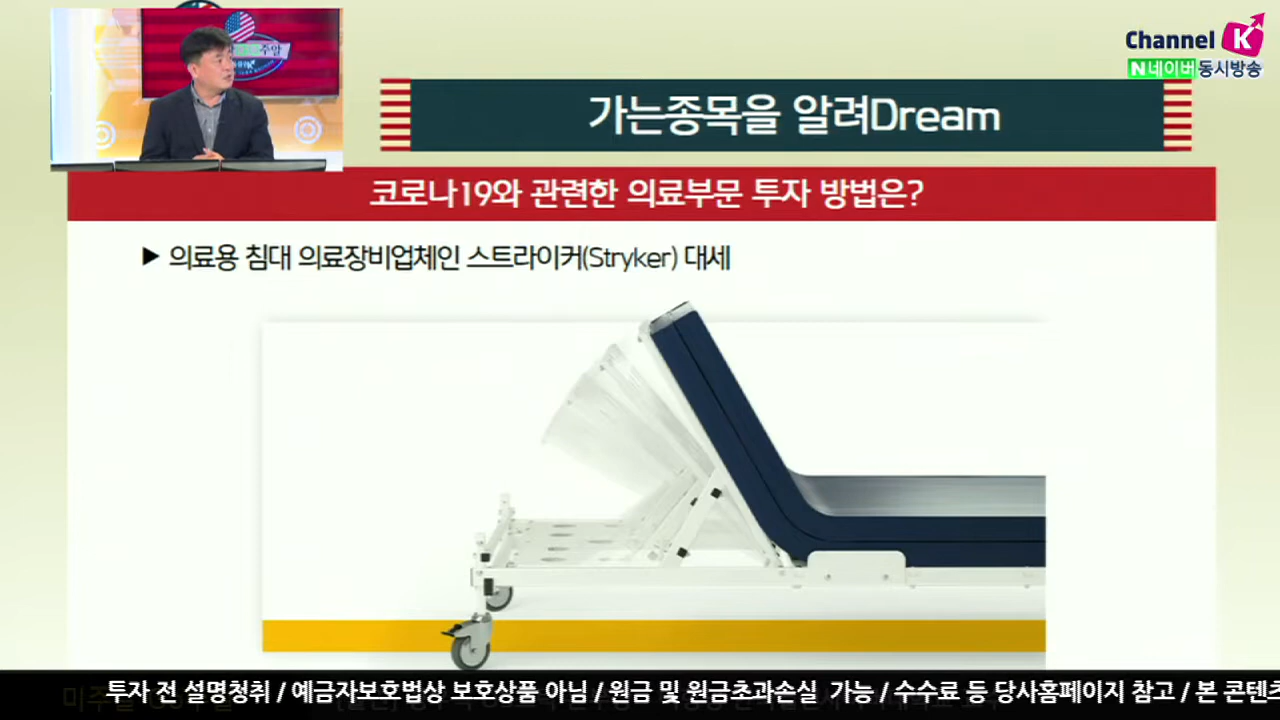 Channel K
N 네이버 동시방송
가는종목을 알려Dream
코로나19와 관련한 의료부문 투자 방법은?
▶ 의료용 침대 의료장비업체인 스트라이커(Stryker) 대세
투자 전 설명청취 / 예금자보호법상 보호상품 아님 / 원금 및 원금초과손실 가능 / 수수료 등 당사홈페이지 참고 / 본 콘텐츠